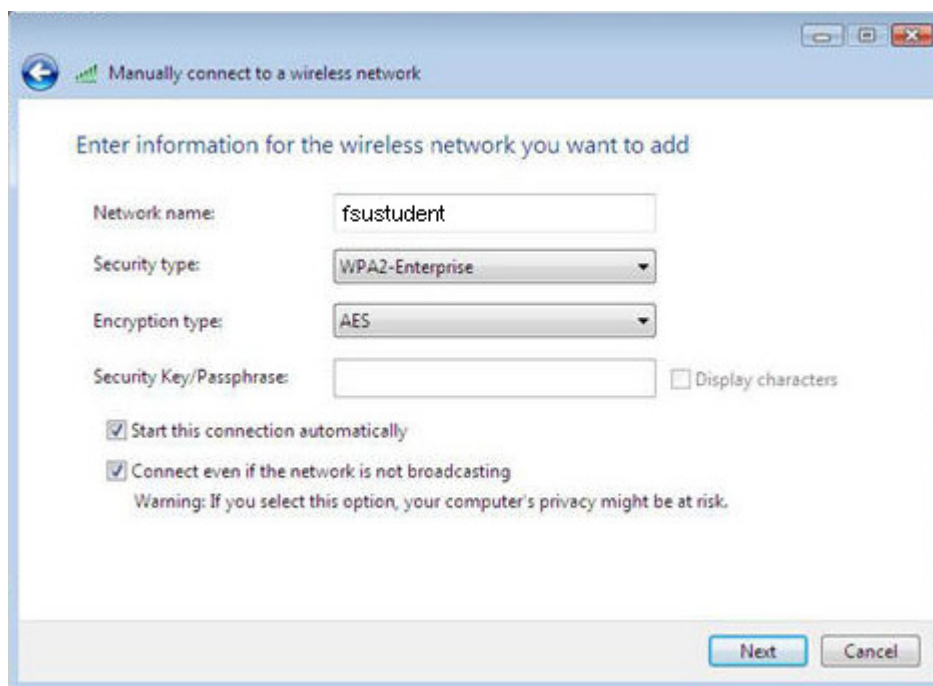 Manually connect to a wireless network
Enter information for the wireless network you want to add
Network name: fsustudent
Security type: WPA2-Enterprise
Encryption type: AES
Security Key/Passphrase: Display characters
Start this connection automatically
Connect even if the network is not broadcasting
Warning: If you select this option, your computer's privacy might be at risk.
Next Cancel